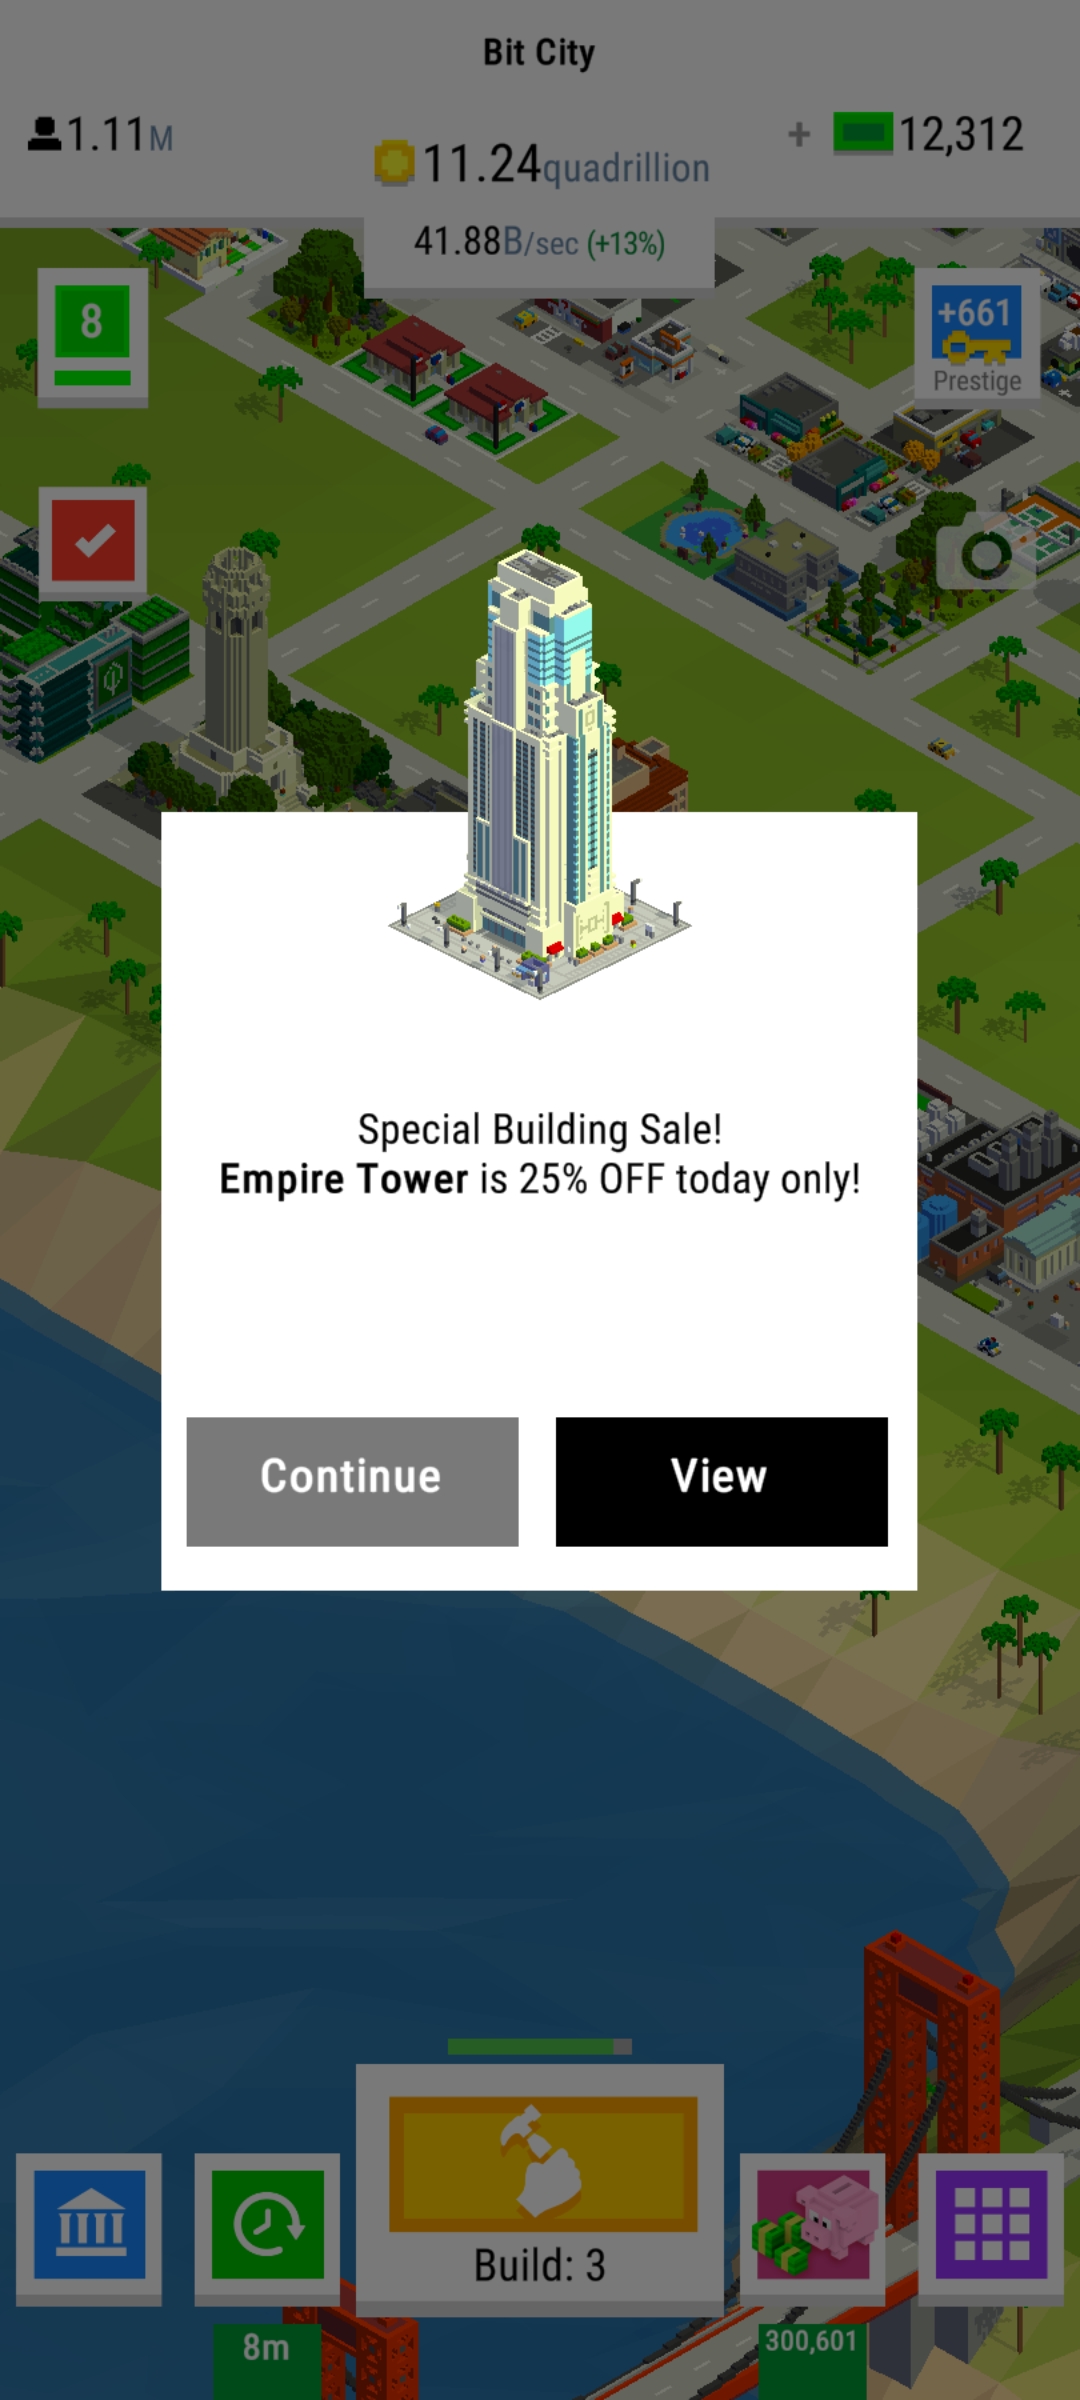 Bit City
1.11M
11.24quadrillion
+ 12,312
41.88B/sec (+13%)
8
+661
Prestige
Special Building Sale!
Empire Tower is 25% OFF today only!
Continue
View
Build: 3
8m
300,601